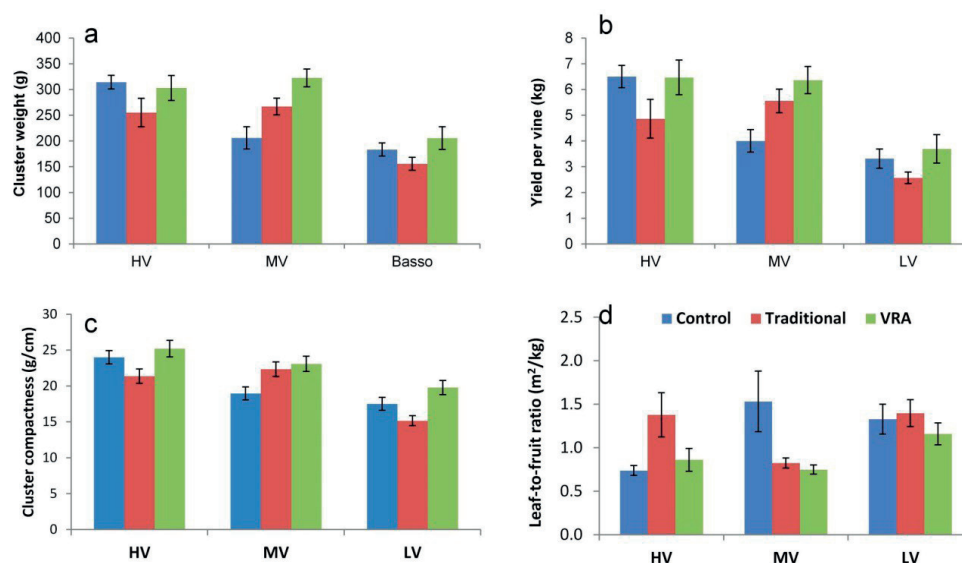 a
Cluster weight (g)
400
350
300
250
200
150
100
50
0
HV MV Basso
b
Yield per vine (kg)
8
7
6
5
4
3
2
1
0
HV MV LV
c
Cluster compactness (g/cm)
30
25
20
15
10
5
0
HV MV LV
d
Control Traditional VRA
Leaf-to-fruit ratio (m²/kg)
2.5
2.0
1.5
1.0
0.5
0.0
HV MV LV